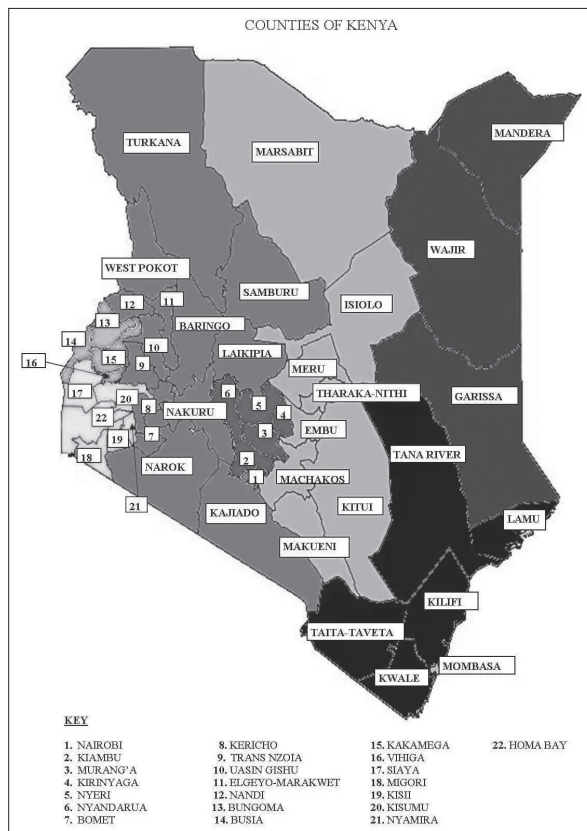 COUNTIES OF KENYA
MANDERA
TURKANA
MARSABIT
WAJIR
WEST POKOT
SAMBURU
ISIOLO
12
11
13
BARINGO
14
10
LAIKIPIA
15
MERU
16
9
THARAKA-NITHI
GARISSA
17
6
5
20
8
NAKURU
4
22
EMBU
3
TANA RIVER
19
7
NAROK
2
MACHAKOS
18
1
KITUI
21
KAJIADO
LAMU
MAKUENI
KILIFI
TAITA-TAVETA
MOMBASA
KWALE
KEY
1. NAIROBI
2. KIAMBU
3. MURANG'A
4. KIRINYAGA
5. NYERI
6. NYANDARUA
7. BOMET
8. KERICHO
9. TRANS NZOIA
10. UASIN GISHU
11. ELGEYO-MARAKWET
12. NANDI
13. BUNGOMA
14. BUSIA
15. KAKAMEGA
16. VIHIGA
17. SIAYA
18. MIGORI
19. KISII
20. KISUMU
21. NYAMIRA
22. HOMA BAY